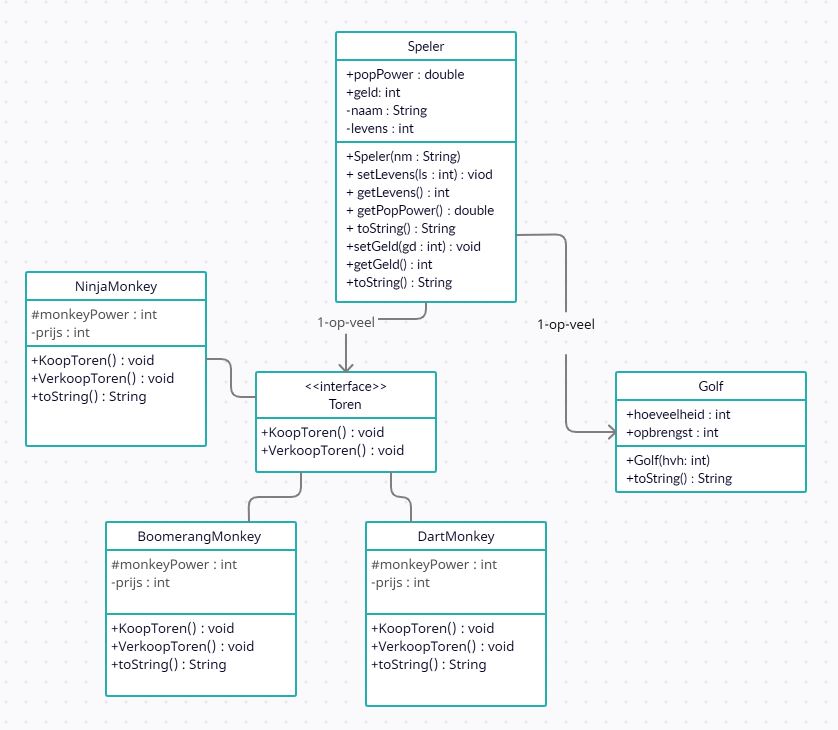 Speler
+popPower : double
+geld: int
-naam : String
-levens : int
+Speler(nm : String)
+ setLevens(ls : int) : viod
+ getLevens() : int
+ getPopPower() : double
+ toString() : String
+setGeld(gd : int) : void
+getGeld() : int
+toString() : String
1-op-veel
1-op-veel
NinjaMonkey
#monkeyPower : int
-prijs : int
+KoopToren() : void
+VerkoopToren() : void
+toString() : String
<<interface>>
Toren
+KoopToren() : void
+VerkoopToren() : void
Golf
+hoeveelheid : int
+opbrengst : int
+Golf(hvh: int)
+toString() : String
BoomerangMonkey
#monkeyPower : int
-prijs : int
+KoopToren() : void
+VerkoopToren() : void
+toString() : String
DartMonkey
#monkeyPower : int
-prijs : int
+KoopToren() : void
+VerkoopToren() : void
+toString() : String